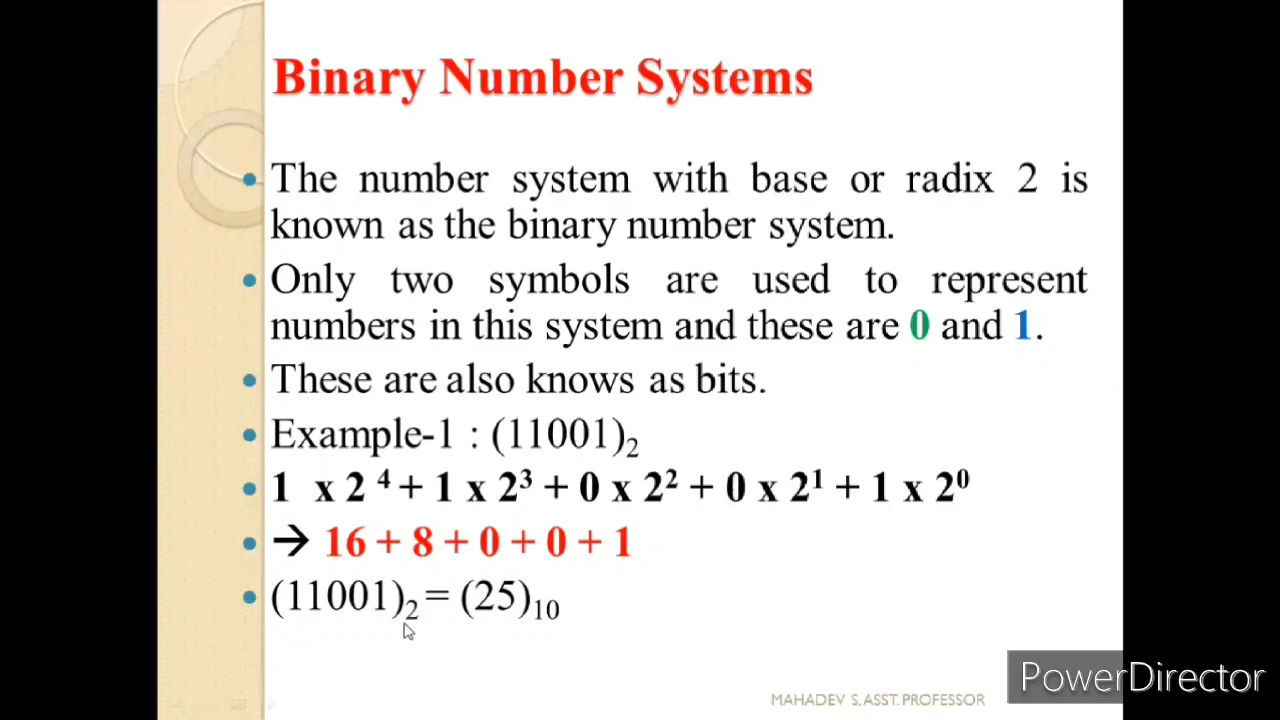 Binary Number Systems
• The number system with base or radix 2 is
known as the binary number system.
• Only two symbols are used to represent
numbers in this system and these are 0 and 1.
• These are also knows as bits.
• Example-1 : (11001)₂
• 1 x 2 ⁴ + 1 x 2³ + 0 x 2² + 0 x 2¹ + 1 x 2⁰
• → 16 + 8 + 0 + 0 + 1
• (11001)₂ = (25)₁₀
MAHADEV S. ASST. PROFESSOR
PowerDirector